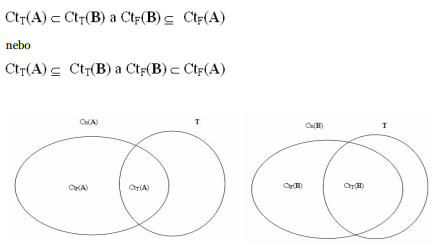 Ct_T(A) ⊂ Ct_T(B) a Ct_F(B) ⊆ Ct_F(A)
nebo
Ct_T(A) ⊆ Ct_T(B) a Ct_F(B) ⊂ Ct_F(A)
Cn(A) T
Ct_F(A) Ct_T(A)
Cn(B) T
Ct_F(B) Ct_T(B)